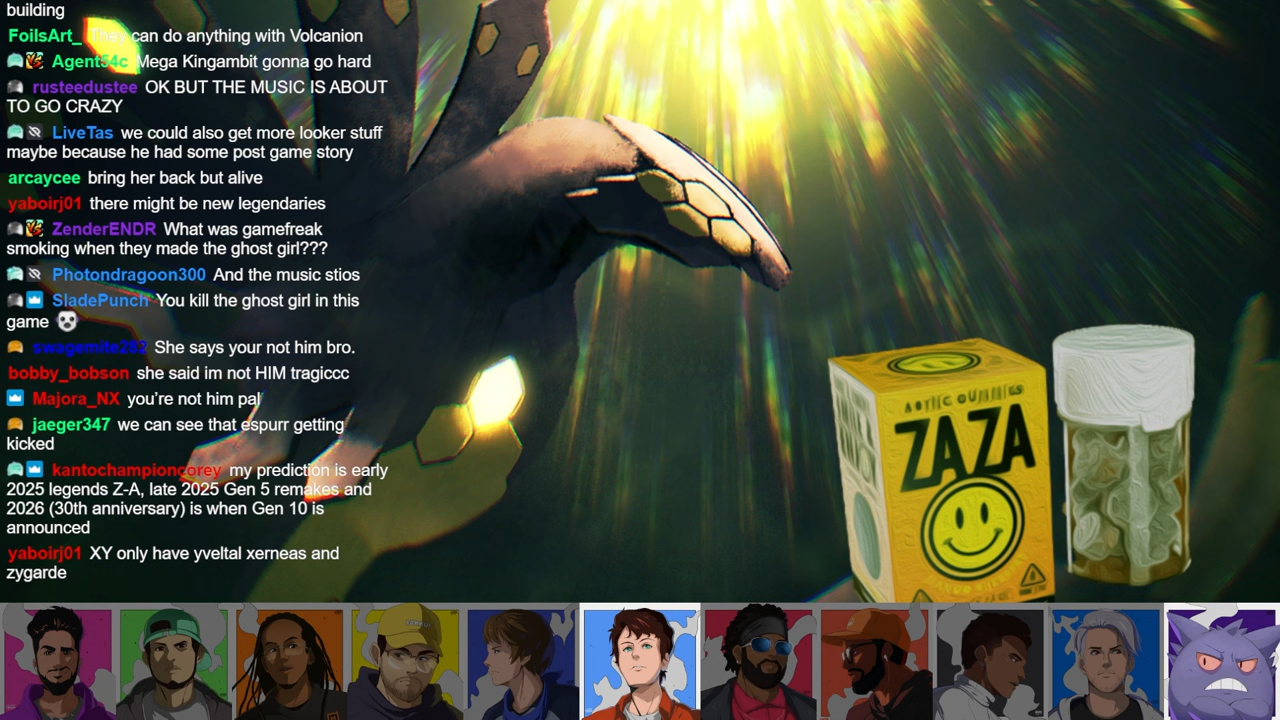 building
FoilsArt_ They can do anything with Volcanion
Agent54c Mega Kingambit gonna go hard
rusteedustee OK BUT THE MUSIC IS ABOUT
TO GO CRAZY
LiveTas we could also get more looker stuff
maybe because he had some post game story
arcaycee bring her back but alive
yaboirj01 there might be new legendaries
ZenderENDR What was gamefreak
smoking when they made the ghost girl???
Photondragoon300 And the music stios
SladePunch You kill the ghost girl in this
game
swagemite282 She says your not him bro.
bobby_bobson she said im not HIM tragiccc
Majora_NX you're not him pal
jaeger347 we can see that espurr getting
kicked
kantochampioncorey my prediction is early
2025 legends Z-A, late 2025 Gen 5 remakes and
2026 (30th anniversary) is when Gen 10 is
announced
yaboirj01 XY only have yveltal xerneas and
zygarde
ZAZA